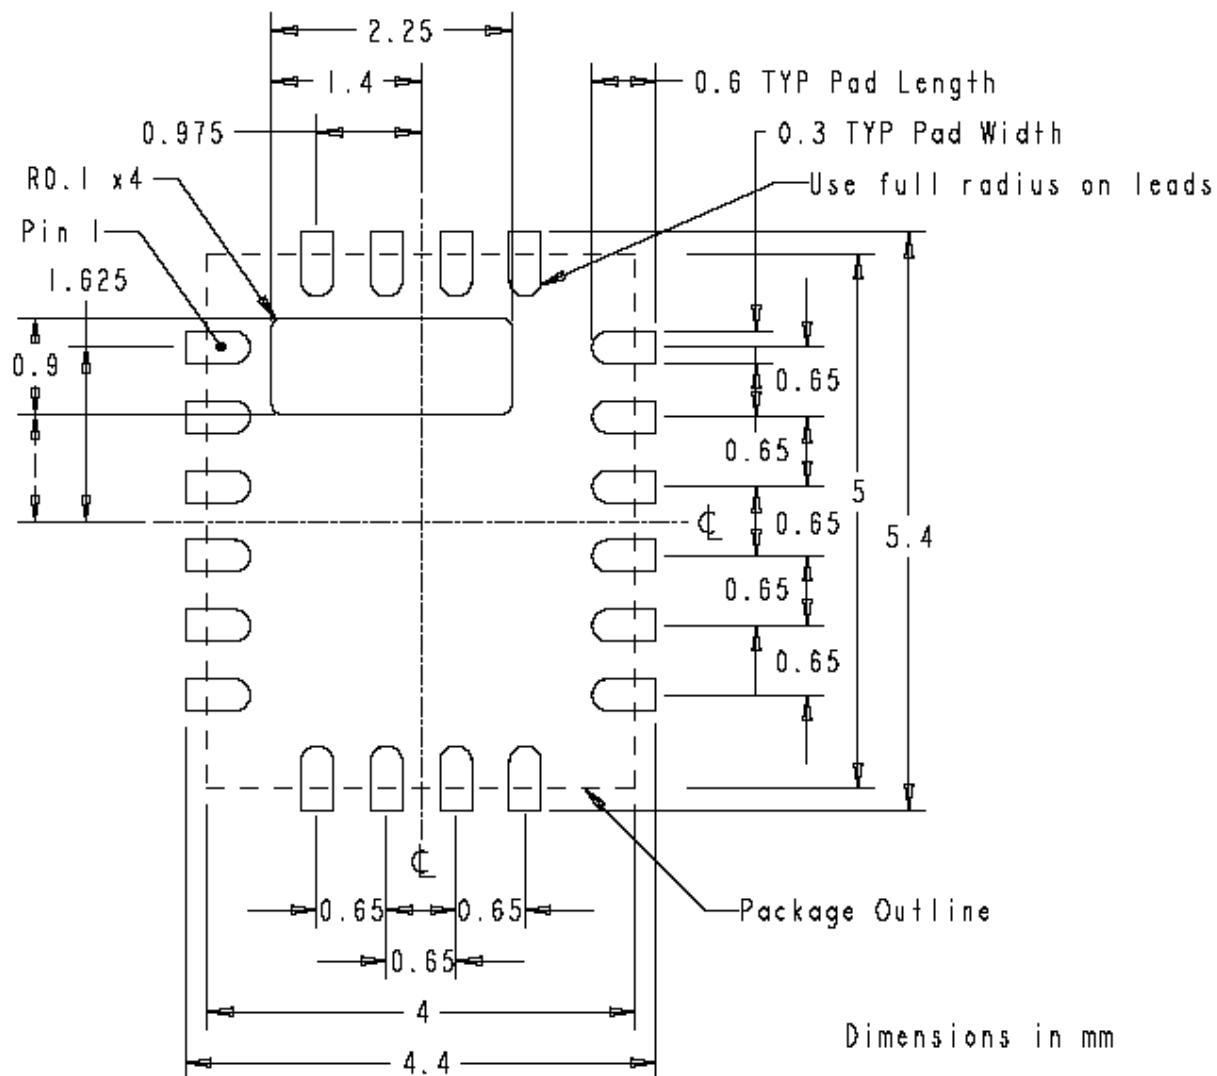 2.25
1.4
0.6 TYP Pad Length
0.975
0.3 TYP Pad Width
R0.1 x4
Use full radius on leads
Pin 1
1.625
0.9
0.65
0.65
5
℄
0.65
5.4
0.65
0.65
℄
0.65
0.65
Package Outline
0.65
4
Dimensions in mm
4.4